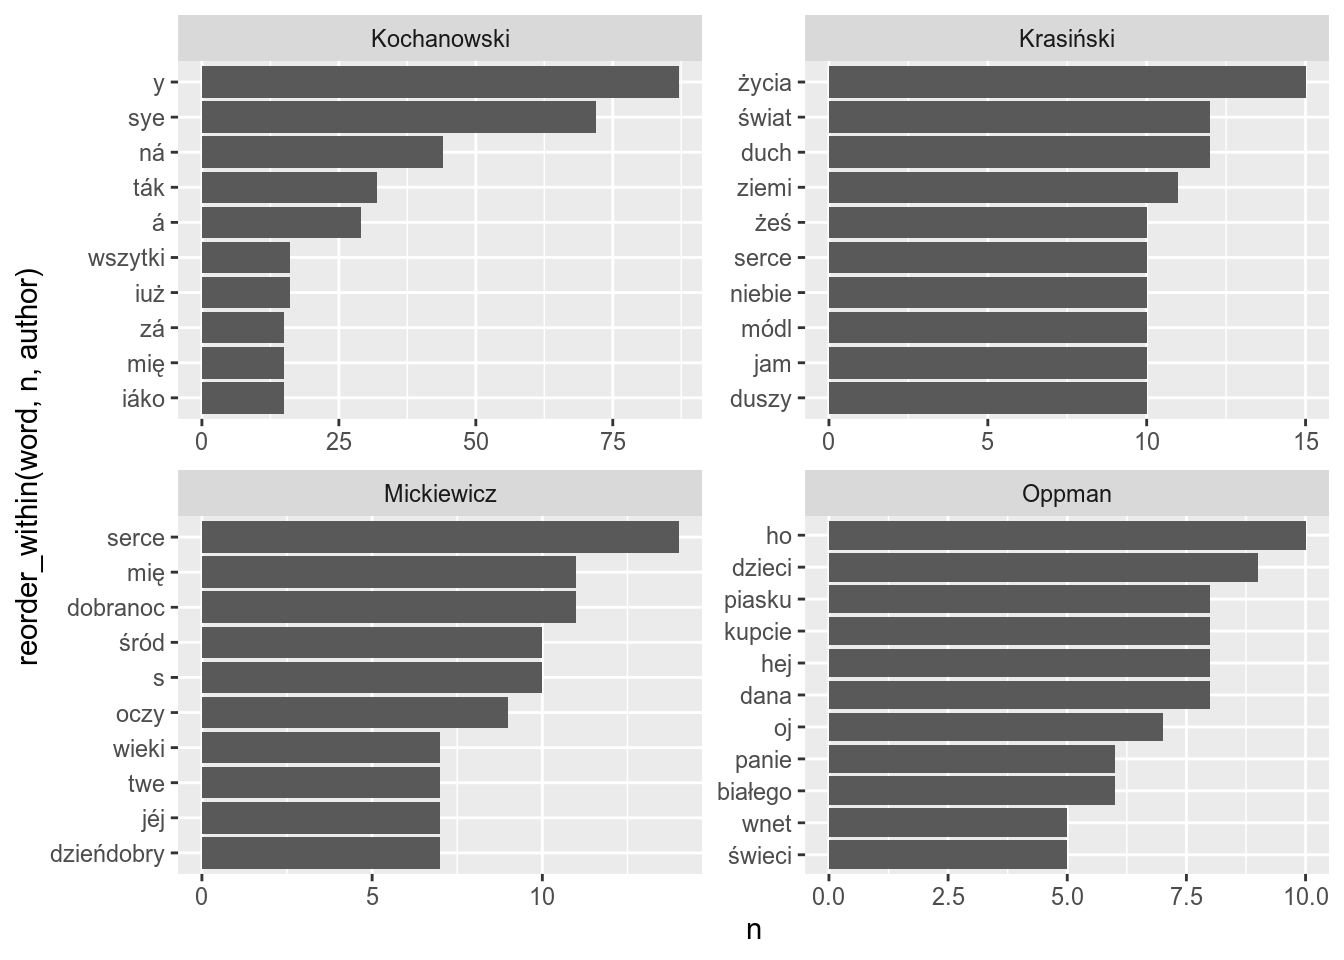 Kochanowski
y
sye
ná
ták
á
wszytki
iuż
zá
mię
iáko
0 25 50 75
Krasiński
życia
świat
duch
ziemi
żeś
serce
niebie
módl
jam
duszy
0 5 10 15
Mickiewicz
serce
mię
dobranoc
śród
s
oczy
wieki
twe
jéj
dzieńdobry
0 5 10
Oppman
ho
dzieci
piasku
kupcie
hej
dana
oj
panie
białego
wnet
świeci
0.0 2.5 5.0 7.5 10.0
n
reorder_within(word, n, author)